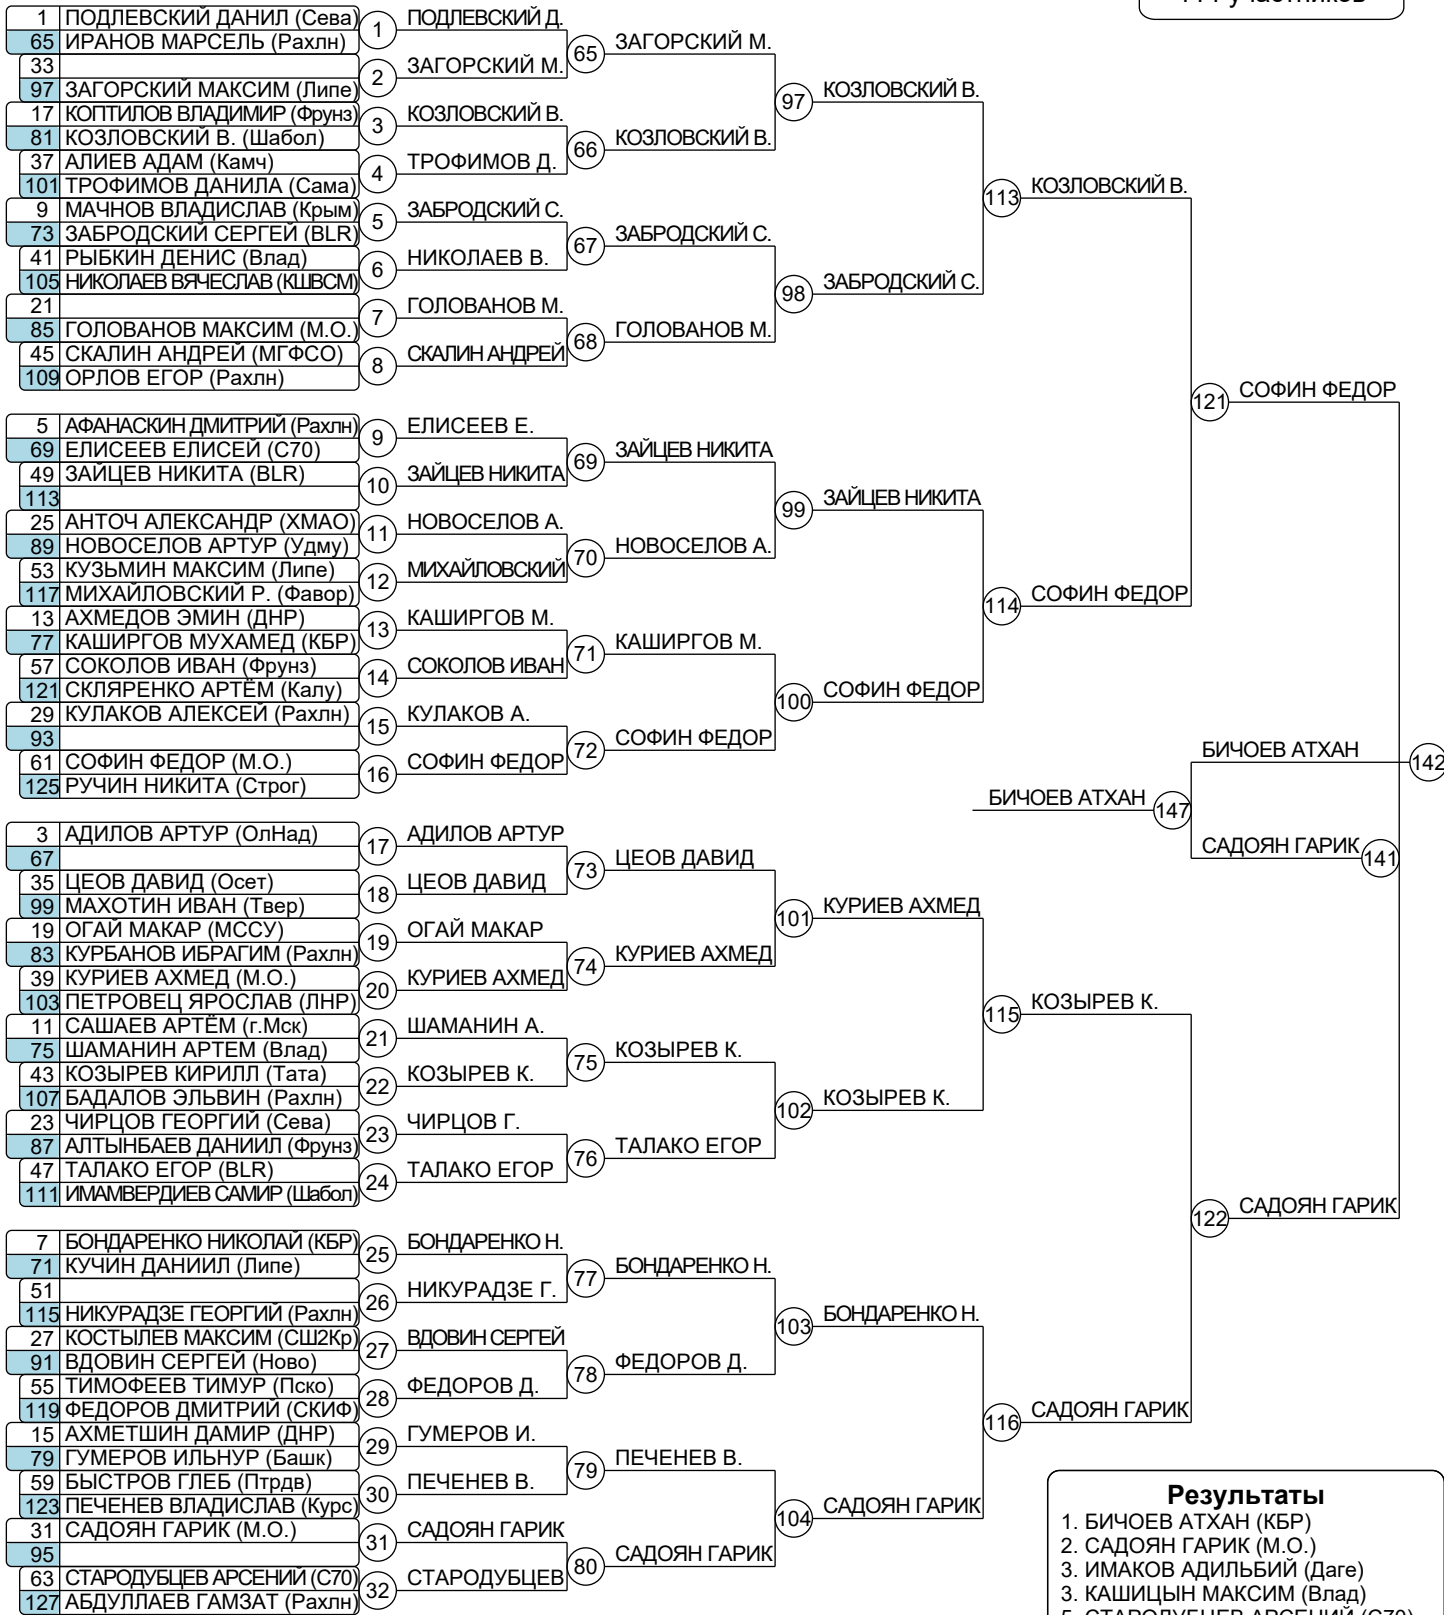 1 ПОДЛЕВСКИЙ ДАНИЛ (Сева)
65 ИРАНОВ МАРСЕЛЬ (Рахлн)
33
97 ЗАГОРСКИЙ МАКСИМ (Липе)
17 КОПТИЛОВ ВЛАДИМИР (Фрунз)
81 КОЗЛОВСКИЙ В. (Шабол)
37 АЛИЕВ АДАМ (Камч)
101 ТРОФИМОВ ДАНИЛА (Сама)
9 МАЧНОВ ВЛАДИСЛАВ (Крым)
73 ЗАБРОДСКИЙ СЕРГЕЙ (BLR)
41 РЫБКИН ДЕНИС (Влад)
105 НИКОЛАЕВ ВЯЧЕСЛАВ (КШВСМ)
21
85 ГОЛОВАНОВ МАКСИМ (М.О.)
45 СКАЛИН АНДРЕЙ (МГФСО)
109 ОРЛОВ ЕГОР (Рахлн)
5 АФАНАСКИН ДМИТРИЙ (Рахлн)
69 ЕЛИСЕЕВ ЕЛИСЕЙ (С70)
49 ЗАЙЦЕВ НИКИТА (BLR)
113
25 АНТОЧ АЛЕКСАНДР (ХМАО)
89 НОВОСЕЛОВ АРТУР (Удму)
53 КУЗЬМИН МАКСИМ (Липе)
117 МИХАЙЛОВСКИЙ Р. (Фавор)
13 АХМЕДОВ ЭМИН (ДНР)
77 КАШИРГОВ МУХАМЕД (КБР)
57 СОКОЛОВ ИВАН (Фрунз)
121 СКЛЯРЕНКО АРТЁМ (Калу)
29 КУЛАКОВ АЛЕКСЕЙ (Рахлн)
93
61 СОФИН ФЕДОР (М.О.)
125 РУЧИН НИКИТА (Строг)
3 АДИЛОВ АРТУР (ОлНад)
67
35 ЦЕОВ ДАВИД (Осет)
99 МАХОТИН ИВАН (Твер)
19 ОГАЙ МАКАР (МССУ)
83 КУРБАНОВ ИБРАГИМ (Рахлн)
39 КУРИЕВ АХМЕД (М.О.)
103 ПЕТРОВЕЦ ЯРОСЛАВ (ЛНР)
11 САШАЕВ АРТЁМ (г.Мск)
75 ШАМАНИН АРТЕМ (Влад)
43 КОЗЫРЕВ КИРИЛЛ (Тата)
107 БАДАЛОВ ЭЛЬВИН (Рахлн)
23 ЧИРЦОВ ГЕОРГИЙ (Сева)
87 АЛТЫНБАЕВ ДАНИИЛ (Фрунз)
47 ТАЛАКО ЕГОР (BLR)
111 ИМАМВЕРДИЕВ САМИР (Шабол)
7 БОНДАРЕНКО НИКОЛАЙ (КБР)
71 КУЧИН ДАНИИЛ (Липе)
51
115 НИКУРАДЗЕ ГЕОРГИЙ (Рахлн)
27 КОСТЫЛЕВ МАКСИМ (СШ2Кр)
91 ВДОВИН СЕРГЕЙ (Ново)
55 ТИМОФЕЕВ ТИМУР (Пско)
119 ФЕДОРОВ ДМИТРИЙ (СКИФ)
15 АХМЕТШИН ДАМИР (ДНР)
79 ГУМЕРОВ ИЛЬНУР (Башк)
59 БЫСТРОВ ГЛЕБ (Птрдв)
123 ПЕЧЕНЕВ ВЛАДИСЛАВ (Курс)
31 САДОЯН ГАРИК (М.О.)
95
63 СТАРОДУБЦЕВ АРСЕНИЙ (С70)
127 АБДУЛЛАЕВ ГАМЗАТ (Рахлн)
1 ПОДЛЕВСКИЙ Д.
2 ЗАГОРСКИЙ М.
3 КОЗЛОВСКИЙ В.
4 ТРОФИМОВ Д.
5 ЗАБРОДСКИЙ С.
6 НИКОЛАЕВ В.
7 ГОЛОВАНОВ М.
8 СКАЛИН АНДРЕЙ
9 ЕЛИСЕЕВ Е.
10 ЗАЙЦЕВ НИКИТА
11 НОВОСЕЛОВ А.
12 МИХАЙЛОВСКИЙ
13 КАШИРГОВ М.
14 СОКОЛОВ ИВАН
15 КУЛАКОВ А.
16 СОФИН ФЕДОР
17 АДИЛОВ АРТУР
18 ЦЕОВ ДАВИД
19 ОГАЙ МАКАР
20 КУРИЕВ АХМЕД
21 ШАМАНИН А.
22 КОЗЫРЕВ К.
23 ЧИРЦОВ Г.
24 ТАЛАКО ЕГОР
25 БОНДАРЕНКО Н.
26 НИКУРАДЗЕ Г.
27 ВДОВИН СЕРГЕЙ
28 ФЕДОРОВ Д.
29 ГУМЕРОВ И.
30 ПЕЧЕНЕВ В.
31 САДОЯН ГАРИК
32 СТАРОДУБЦЕВ
65 ЗАГОРСКИЙ М.
66 КОЗЛОВСКИЙ В.
67 ЗАБРОДСКИЙ С.
68 ГОЛОВАНОВ М.
69 ЗАЙЦЕВ НИКИТА
70 НОВОСЕЛОВ А.
71 КАШИРГОВ М.
72 СОФИН ФЕДОР
73 ЦЕОВ ДАВИД
74 КУРИЕВ АХМЕД
75 КОЗЫРЕВ К.
76 ТАЛАКО ЕГОР
77 БОНДАРЕНКО Н.
78 ФЕДОРОВ Д.
79 ПЕЧЕНЕВ В.
80 САДОЯН ГАРИК
97 КОЗЛОВСКИЙ В.
98 ЗАБРОДСКИЙ С.
99 ЗАЙЦЕВ НИКИТА
100 СОФИН ФЕДОР
101 КУРИЕВ АХМЕД
102 КОЗЫРЕВ К.
103 БОНДАРЕНКО Н.
104 САДОЯН ГАРИК
113 КОЗЛОВСКИЙ В.
114 СОФИН ФЕДОР
115 КОЗЫРЕВ К.
116 САДОЯН ГАРИК
121 СОФИН ФЕДОР
122 САДОЯН ГАРИК
БИЧОЕВ АТХАН 142
БИЧОЕВ АТХАН 147
САДОЯН ГАРИК 141
Результаты
1. БИЧОЕВ АТХАН (КБР)
2. САДОЯН ГАРИК (М.О.)
3. ИМАКОВ АДИЛЬБИЙ (Даге)
3. КАШИЦЫН МАКСИМ (Влад)
5. СТАРОДУБЦЕВ АРСЕНИЙ (С70)